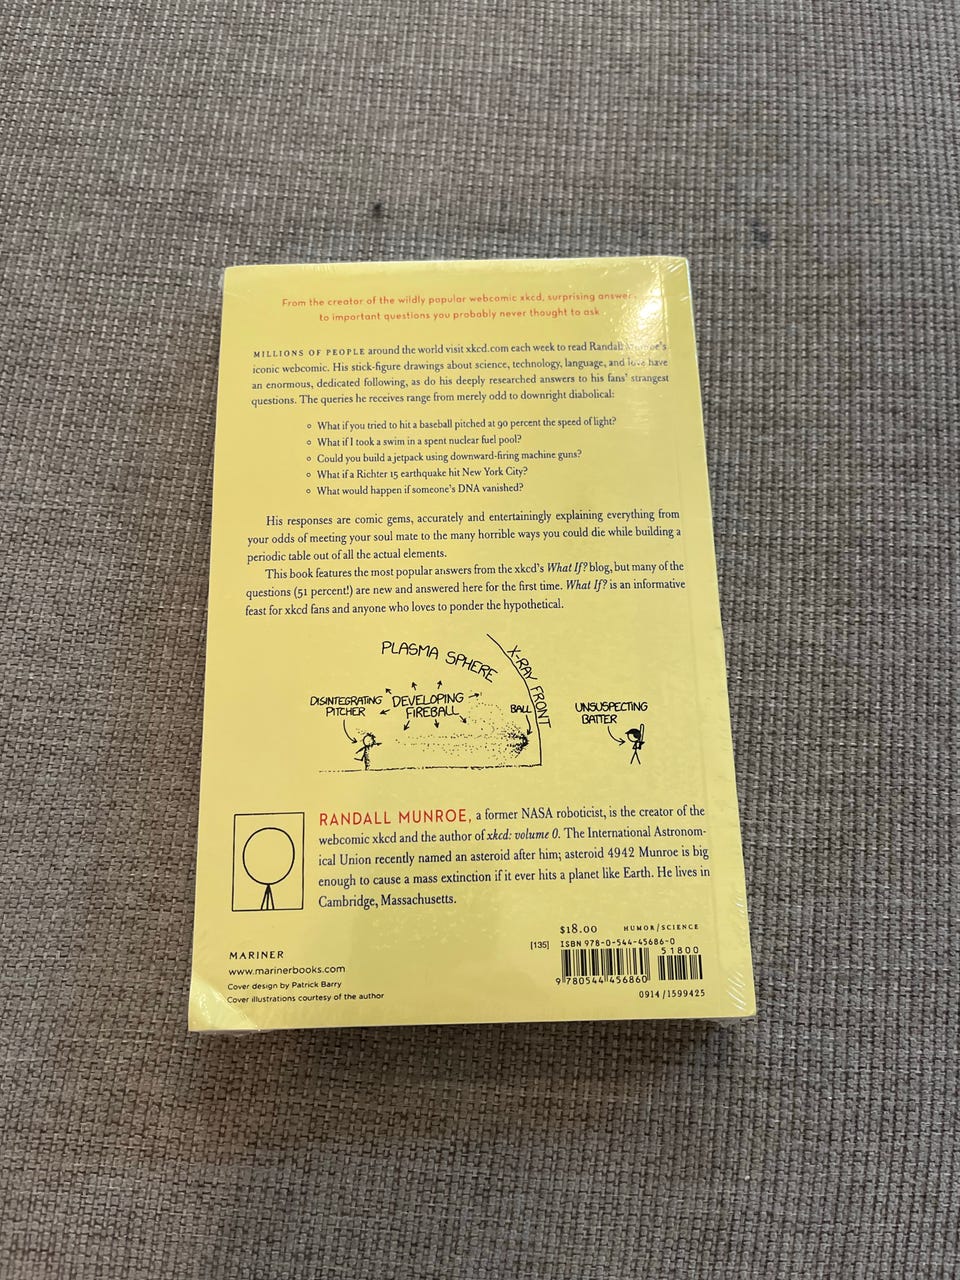 From the creator of the wildly popular webcomic xkcd, surprising answers
to important questions you probably never thought to ask
MILLIONS OF PEOPLE around the world visit xkcd.com each week to read Randall Munroe's
iconic webcomic. His stick-figure drawings about science, technology, language, and love have
an enormous, dedicated following, as do his deeply researched answers to his fans' strangest
questions. The queries he receives range from merely odd to downright diabolical:
◦ What if you tried to hit a baseball pitched at 90 percent the speed of light?
◦ What if I took a swim in a spent nuclear fuel pool?
◦ Could you build a jetpack using downward-firing machine guns?
◦ What if a Richter 15 earthquake hit New York City?
◦ What would happen if someone's DNA vanished?
His responses are comic gems, accurately and entertainingly explaining everything from
your odds of meeting your soul mate to the many horrible ways you could die while building a
periodic table out of all the actual elements.
This book features the most popular answers from the xkcd's What If? blog, but many of the
questions (51 percent!) are new and answered here for the first time. What If? is an informative
feast for xkcd fans and anyone who loves to ponder the hypothetical.
PLASMA SPHERE
X-RAY FRONT
DISINTEGRATING
PITCHER
DEVELOPING
FIREBALL
BALL
UNSUSPECTING
BATTER
RANDALL MUNROE, a former NASA roboticist, is the creator of the
webcomic xkcd and the author of xkcd: volume 0. The International Astronom-
ical Union recently named an asteroid after him; asteroid 4942 Munroe is big
enough to cause a mass extinction if it ever hits a planet like Earth. He lives in
Cambridge, Massachusetts.
MARINER
www.marinerbooks.com
Cover design by Patrick Barry
Cover illustrations courtesy of the author
$18.00 HUMOR/SCIENCE
[135] ISBN 978-0-544-45686-0
51800
9 780544 456860
0914/1599425